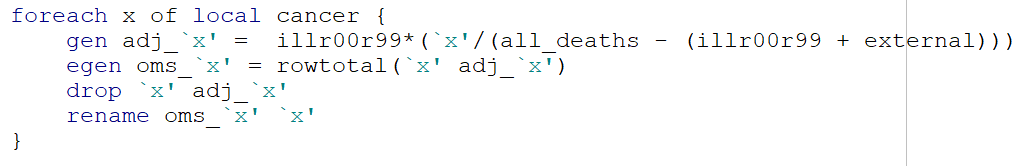 foreach x of local cancer {
gen adj_`x' = illr00r99*(`x'/(all_deaths - (illr00r99 + external)))
egen oms_`x' = rowtotal(`x' adj_`x')
drop `x' adj_`x'
rename oms_`x' `x'
}